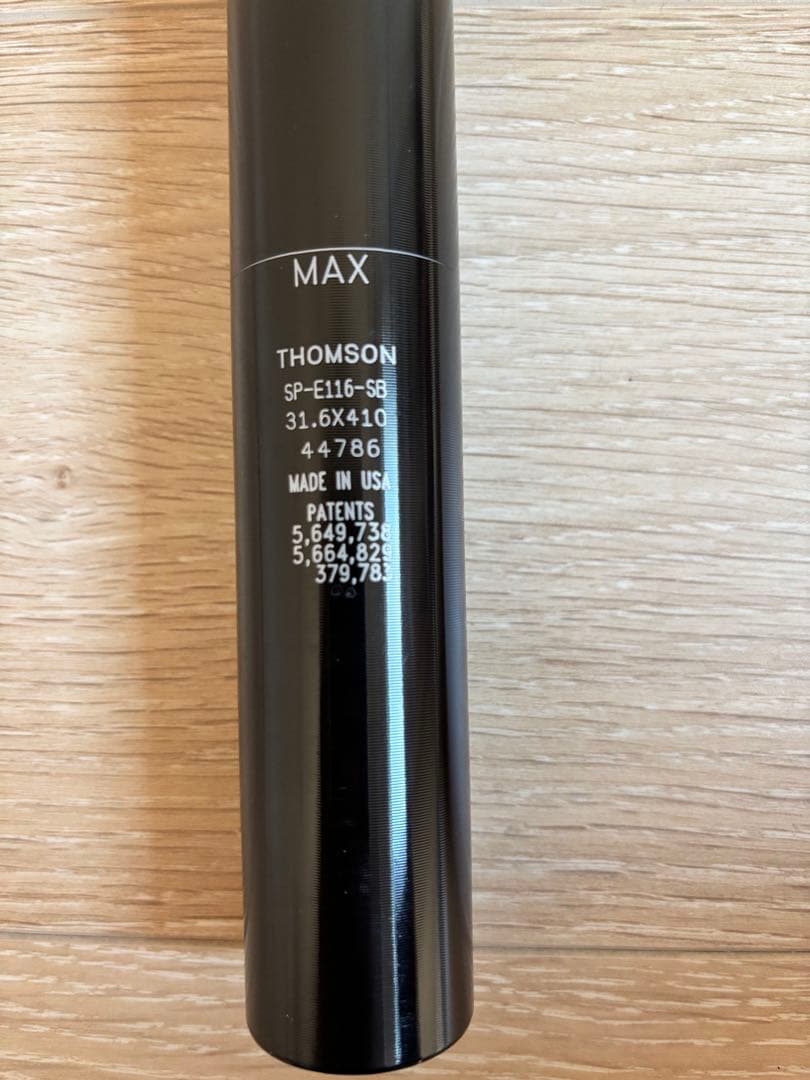 MAX
THOMSON
SP-E116-SB
31.6X410
44786
MADE IN USA
PATENTS
5,649,738
5,664,829
379,783